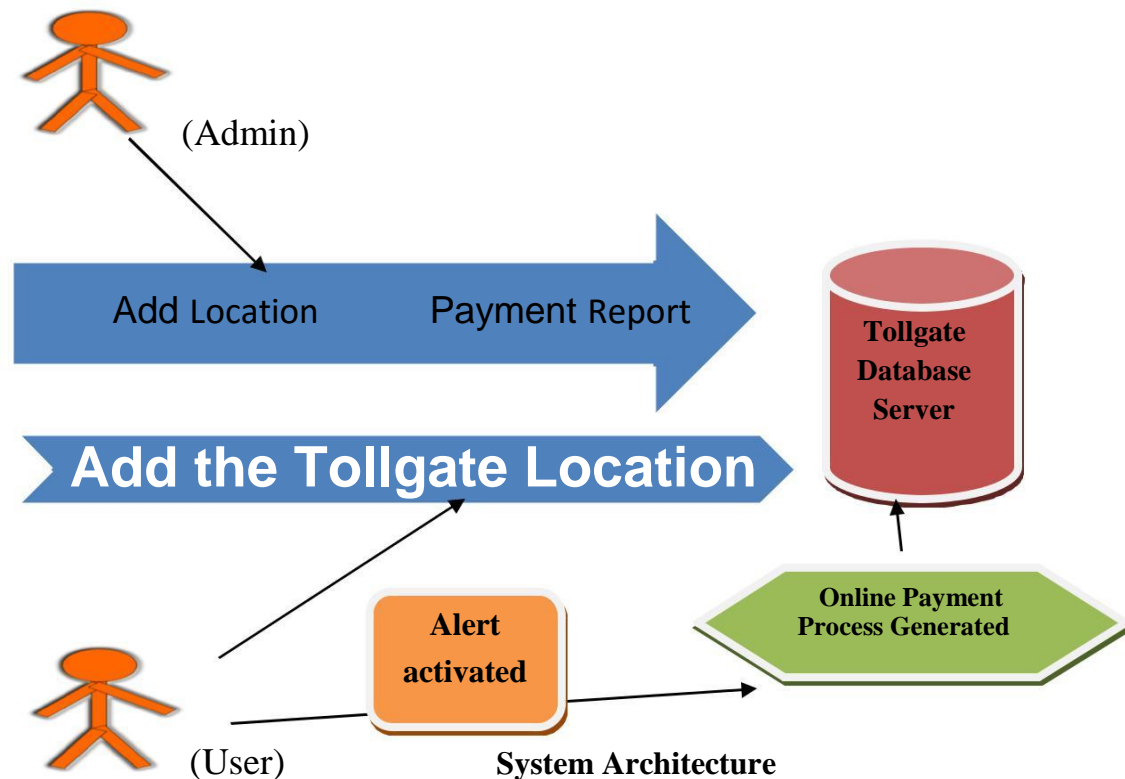 (Admin)
Add Location
Payment Report
Tollgate
Database
Server
Add the Tollgate Location
Online Payment
Process Generated
Alert
activated
(User)
System Architecture